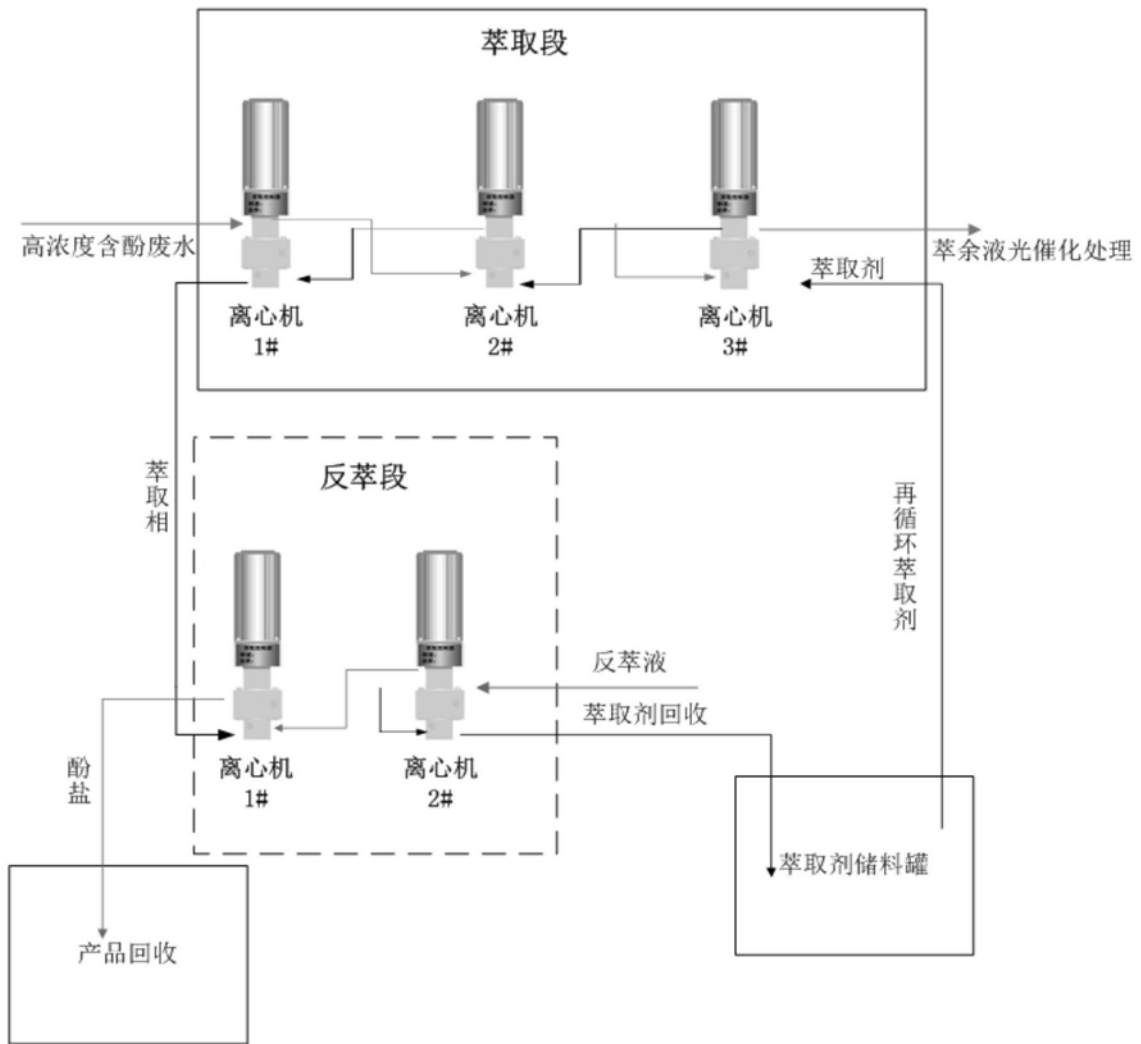 萃取段
高浓度含酚废水
萃余液光催化处理
萃取剂
离心机
1#
离心机
2#
离心机
3#
萃取相
反萃段
再循环萃取剂
反萃液
萃取剂回收
离心机
1#
离心机
2#
酚盐
萃取剂储料罐
产品回收